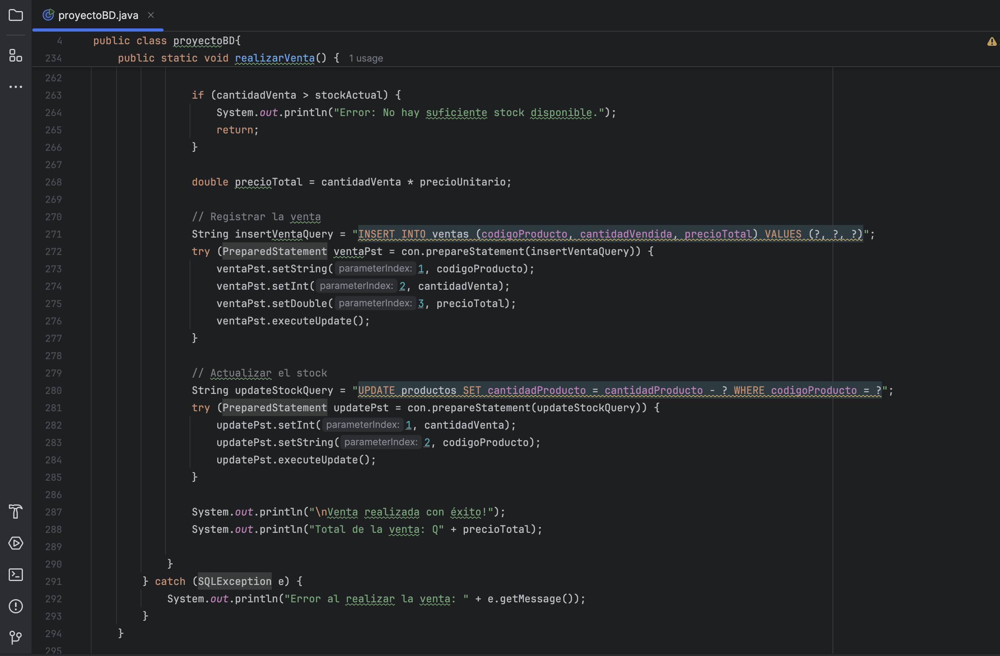 proyectoBD.java
4 public class proyectoBD{
234 public static void realizarVenta() { 1 usage
262
263 if (cantidadVenta > stockActual) {
264 System.out.println("Error: No hay suficiente stock disponible.");
265 return;
266 }
267
268 double precioTotal = cantidadVenta * precioUnitario;
269
270 // Registrar la venta
271 String insertVentaQuery = "INSERT INTO ventas (codigoProducto, cantidadVendida, precioTotal) VALUES (?, ?, ?)";
272 try (PreparedStatement ventaPst = con.prepareStatement(insertVentaQuery)) {
273 ventaPst.setString( parameterIndex: 1, codigoProducto);
274 ventaPst.setInt( parameterIndex: 2, cantidadVenta);
275 ventaPst.setDouble( parameterIndex: 3, precioTotal);
276 ventaPst.executeUpdate();
277 }
278
279 // Actualizar el stock
280 String updateStockQuery = "UPDATE productos SET cantidadProducto = cantidadProducto - ? WHERE codigoProducto = ?";
281 try (PreparedStatement updatePst = con.prepareStatement(updateStockQuery)) {
282 updatePst.setInt( parameterIndex: 1, cantidadVenta);
283 updatePst.setString( parameterIndex: 2, codigoProducto);
284 updatePst.executeUpdate();
285 }
286
287 System.out.println("\nVenta realizada con éxito!");
288 System.out.println("Total de la venta: Q" + precioTotal);
289
290 }
291 } catch (SQLException e) {
292 System.out.println("Error al realizar la venta: " + e.getMessage());
293 }
294 }
295